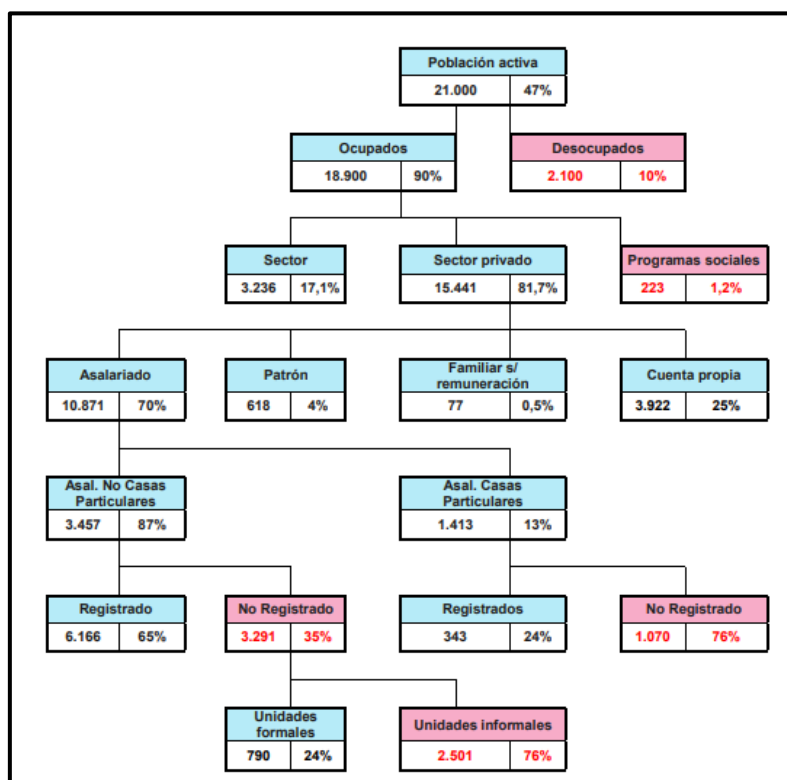 Población activa
21.000 47%
Ocupados Desocupados
18.900 90% 2.100 10%
Sector Sector privado Programas sociales
3.236 17,1% 15.441 81,7% 223 1,2%
Asalariado Patrón Familiar s/
remuneración Cuenta propia
10.871 70% 618 4% 77 0,5% 3.922 25%
Asal. No Casas
Particulares Asal. Casas
Particulares
3.457 87% 1.413 13%
Registrado No Registrado Registrados No Registrado
6.166 65% 3.291 35% 343 24% 1.070 76%
Unidades
formales Unidades informales
790 24% 2.501 76%